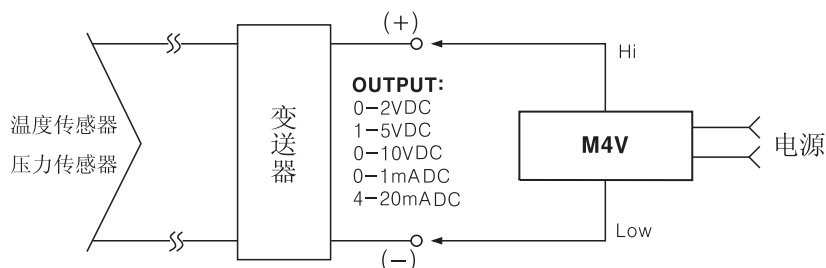 (+)
Hi
OUTPUT:
0-2VDC
1-5VDC
0-10VDC
0-1mADC
4-20mADC
温度传感器
压力传感器
变送器
M4V
电源
Low
(-)